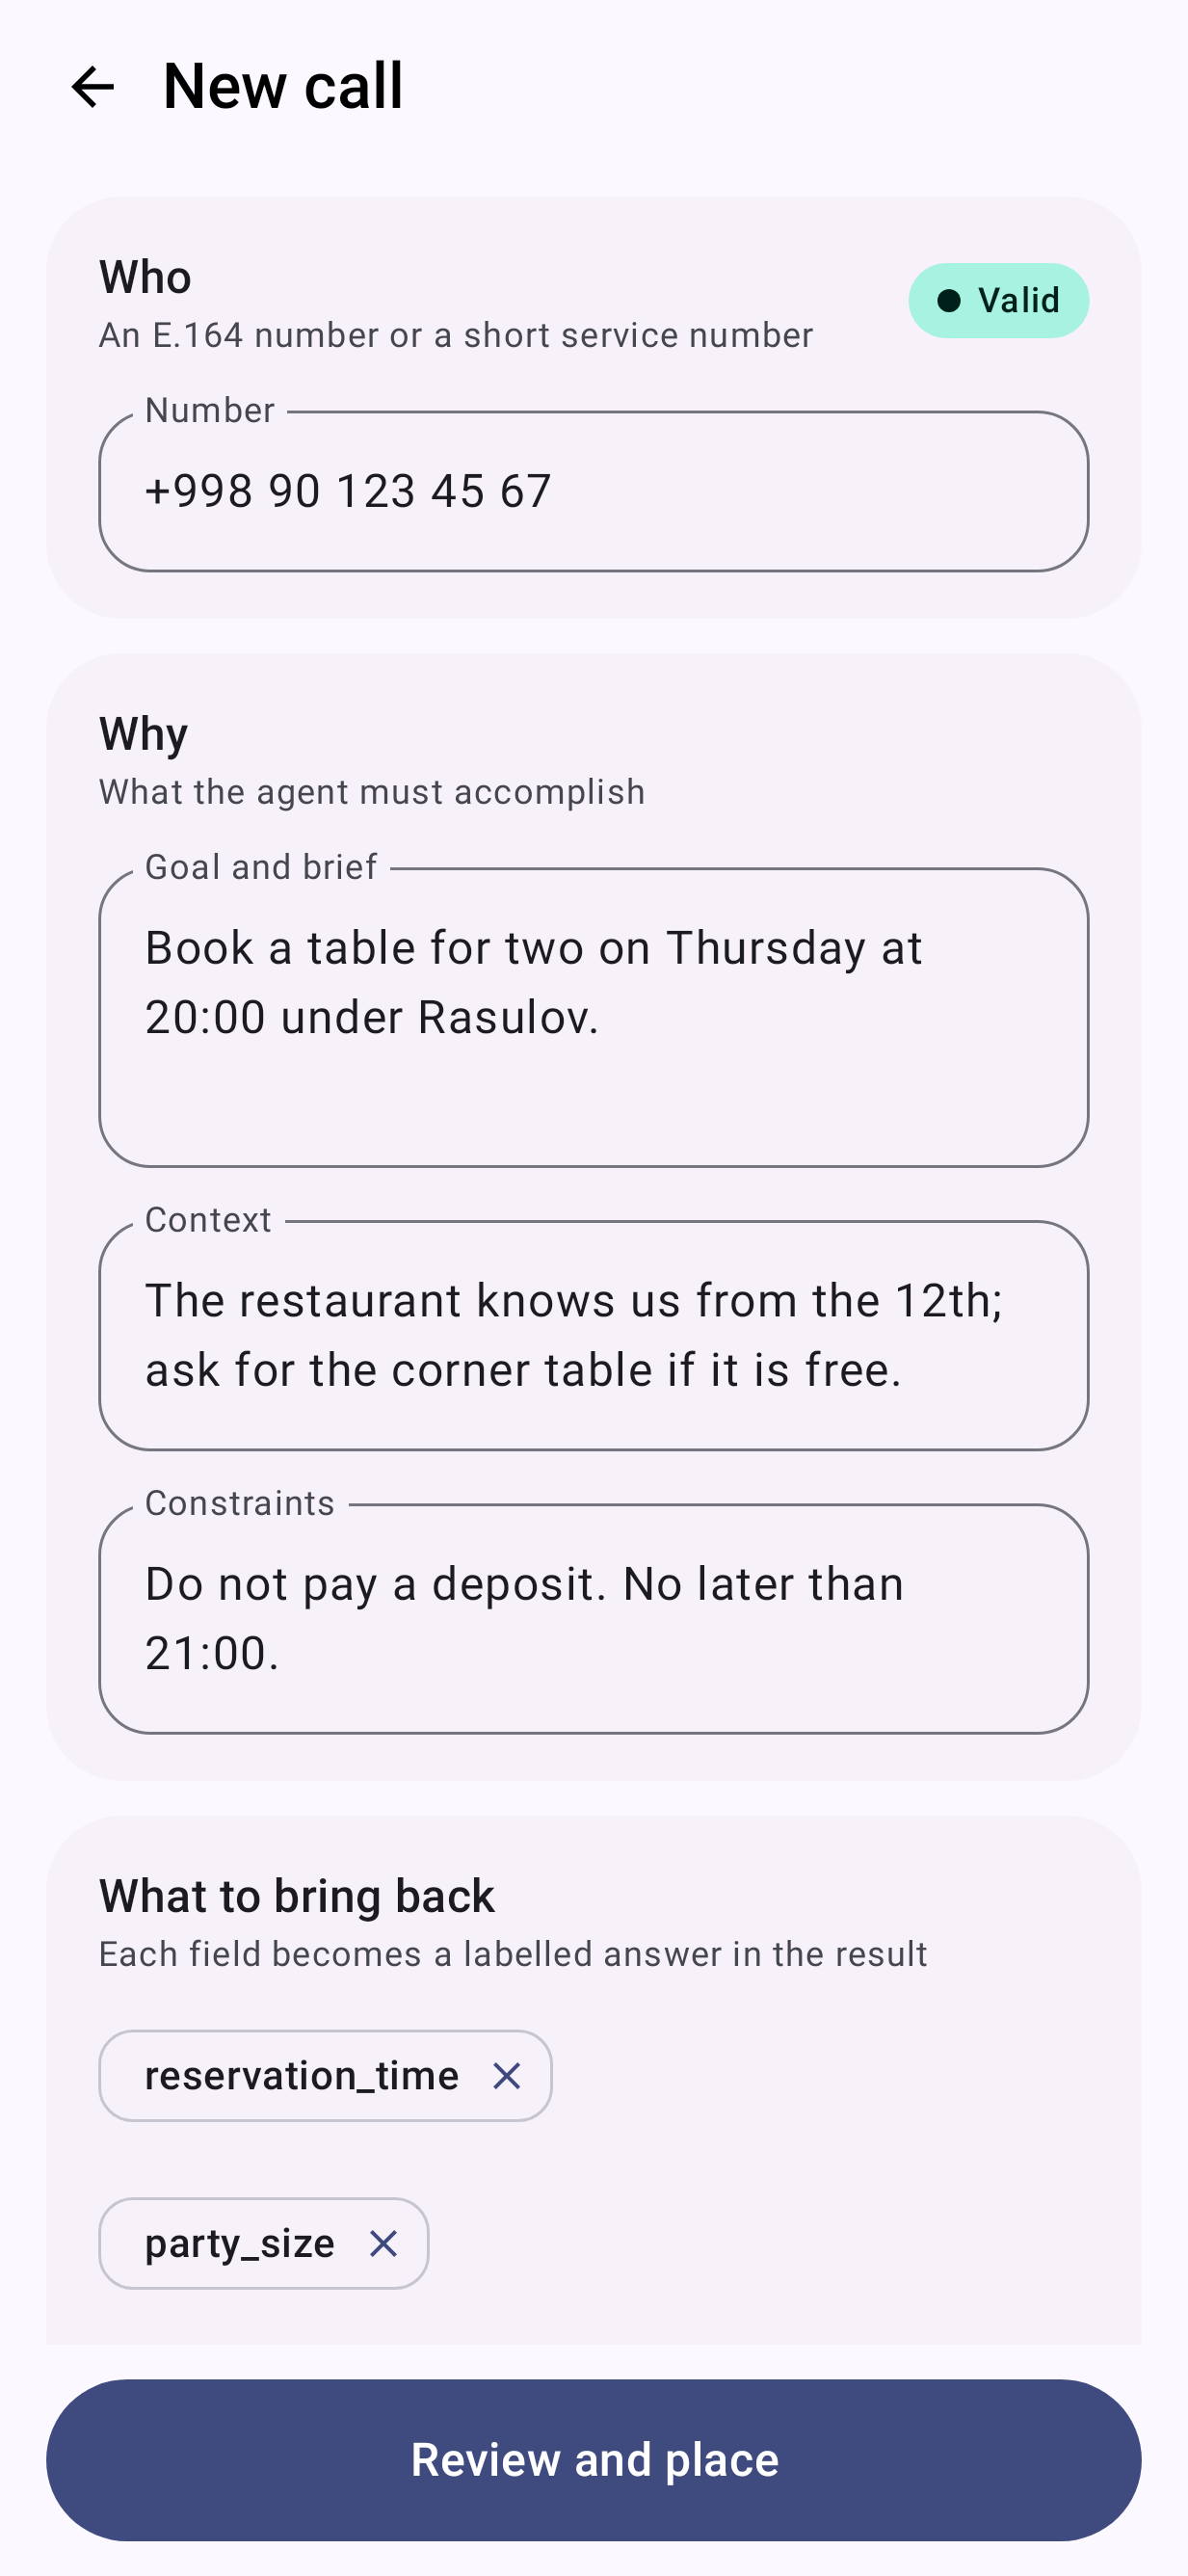 New call
Who
An E.164 number or a short service number
Valid
Number
+998 90 123 45 67
Why
What the agent must accomplish
Goal and brief
Book a table for two on Thursday at
20:00 under Rasulov.
Context
The restaurant knows us from the 12th;
ask for the corner table if it is free.
Constraints
Do not pay a deposit. No later than
21:00.
What to bring back
Each field becomes a labelled answer in the result
reservation_time
party_size
Review and place